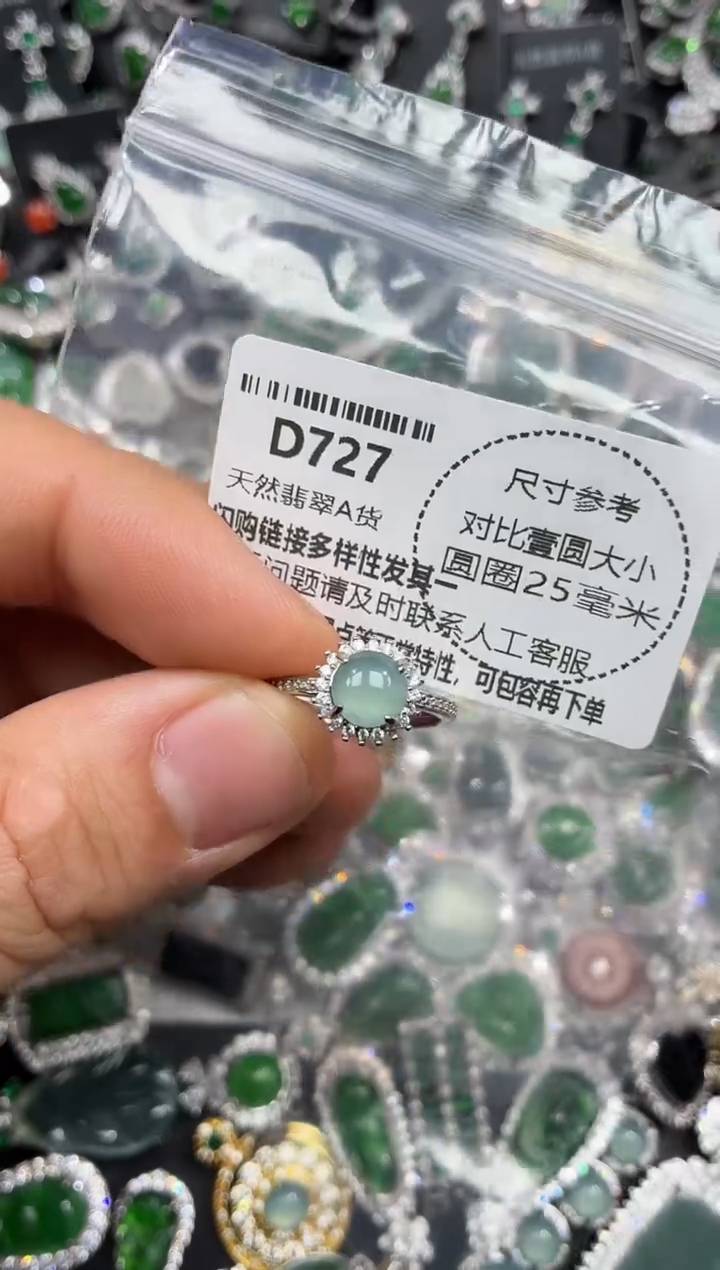 D727
天然翡翠A货
闪购链接多样性发其一
问题请及时联系人工客服
特性，可包容再下单
尺寸参考
对比壹圆大小
圆圈25毫米